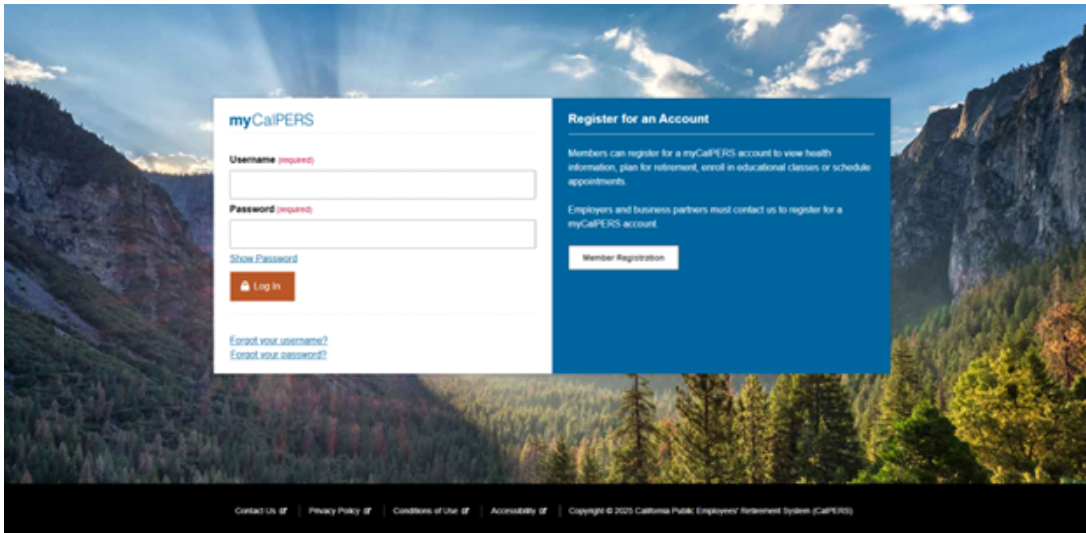 myCalPERS
Username (required)
Password (required)
Show Password
Log In
Forgot your username?
Forgot your password?
Register for an Account
Members can register for a myCalPERS account to view health
information, plan for retirement, enroll in educational classes or schedule
appointments.
Employers and business partners must contact us to register for a
myCalPERS account.
Member Registration
Contact Us | Privacy Policy | Conditions of Use | Accessibility | Copyright © 2025 California Public Employees' Retirement System (CalPERS)